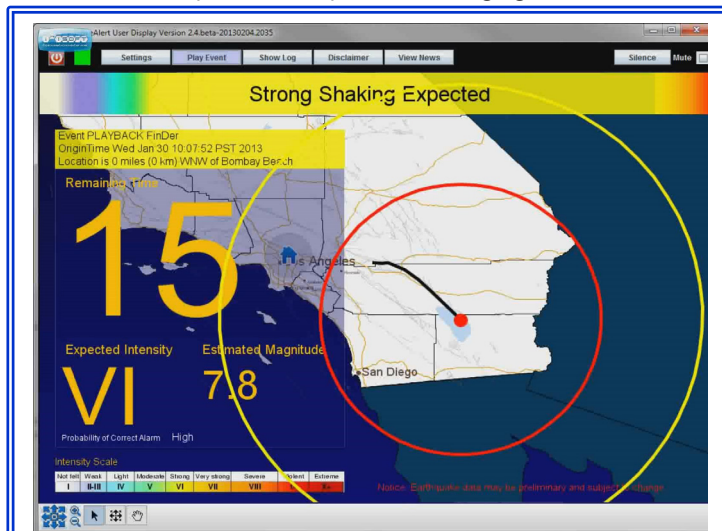 eAlert User Display Version 2.4.beta-20130204.2035
Settings Play Event Show Log Disclaimer View News Silence Mute
Strong Shaking Expected
Event PLAYBACK FinDer
OriginTime Wed Jan 30 10:07:52 PST 2013
Location is 0 miles (0 km) WNW of Bombay Beach
Remaining Time
15
Los Angeles
Expected Intensity Estimated Magnitude
VI 7.8
San Diego
Probability of Correct Alarm High
Intensity Scale
Not felt Weak Light Moderate Strong Very strong Severe Violent Extreme
I II-III IV V VI VII VIII
Notice: Earthquake data may be preliminary and subject to change.